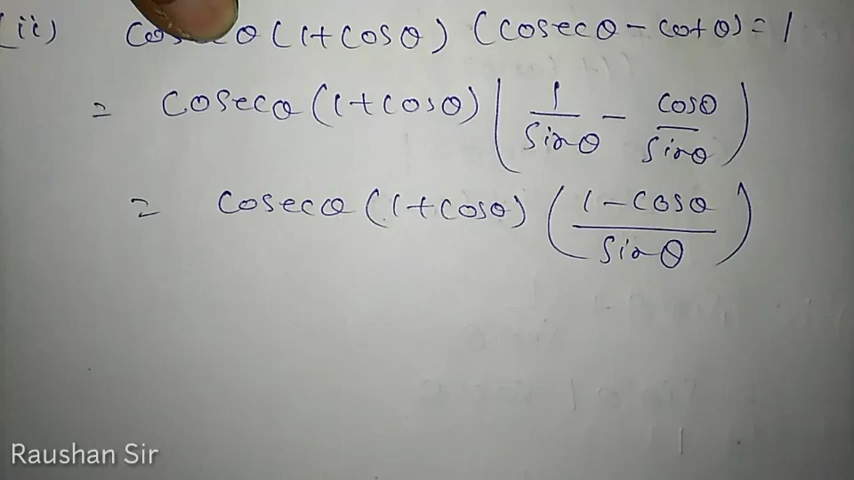 (ii) Cosecθ (1+cosθ) (cosecθ - cotθ) = 1
= Cosecθ (1+cosθ) (1/Sinθ - cosθ/Sinθ)
= Cosecθ (1+cosθ) (1-cosθ/Sinθ)
Raushan Sir